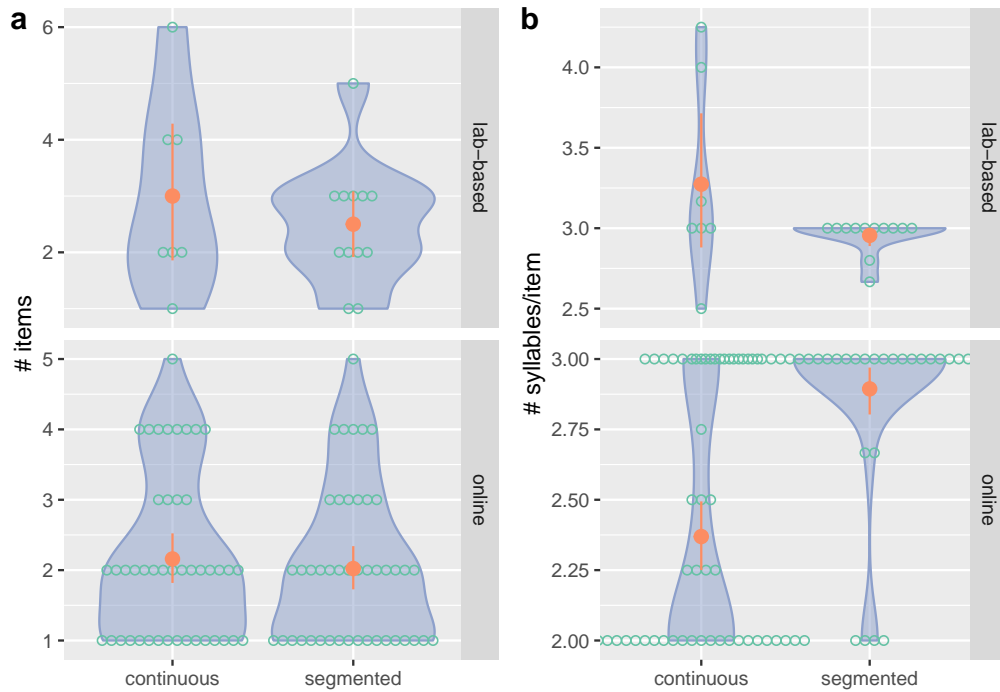 a
# items
6
4
2
lab−based
5
4
3
2
1
online
continuous
segmented
b
# syllables/item
4.0
3.5
3.0
2.5
lab−based
3.00
2.75
2.50
2.25
2.00
online
continuous
segmented